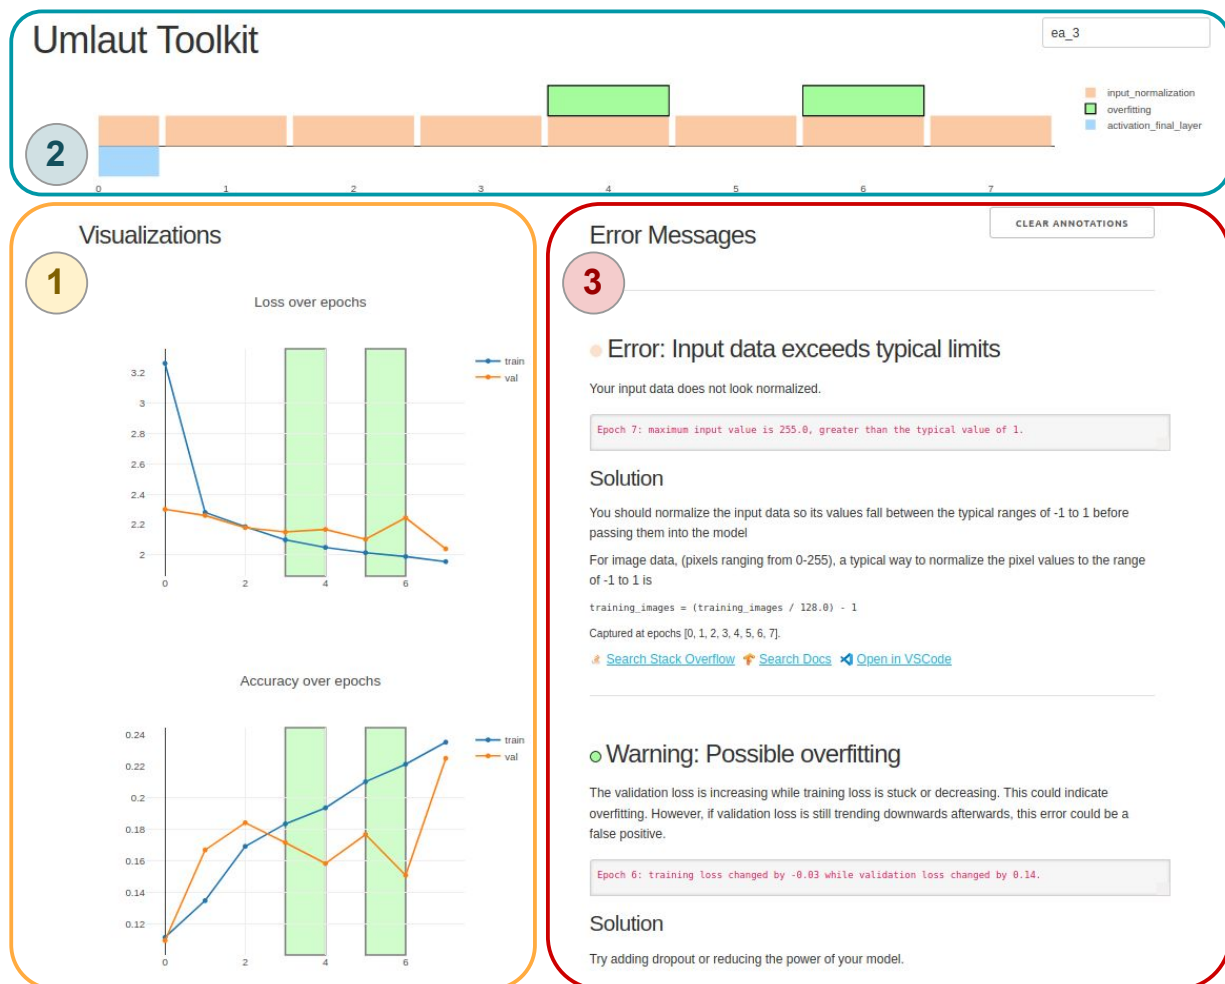 Umlaut Toolkit
ea_3
input_normalization
overfitting
activation_final_layer
2
0 1 2 3 4 5 6 7
Visualizations
1
Loss over epochs
train
val
3.2
3
2.8
2.6
2.4
2.2
2
0 2 4 6
Accuracy over epochs
train
val
0.24
0.22
0.2
0.18
0.16
0.14
0.12
0 2 4 6
Error Messages
CLEAR ANNOTATIONS
3
Error: Input data exceeds typical limits
Your input data does not look normalized.
Epoch 7: maximum input value is 255.0, greater than the typical value of 1.
Solution
You should normalize the input data so its values fall between the typical ranges of -1 to 1 before
passing them into the model
For image data, (pixels ranging from 0-255), a typical way to normalize the pixel values to the range
of -1 to 1 is
training_images = (training_images / 128.0) - 1
Captured at epochs [0, 1, 2, 3, 4, 5, 6, 7].
Search Stack Overflow Search Docs Open in VSCode
Warning: Possible overfitting
The validation loss is increasing while training loss is stuck or decreasing. This could indicate
overfitting. However, if validation loss is still trending downwards afterwards, this error could be a
false positive.
Epoch 6: training loss changed by -0.03 while validation loss changed by 0.14.
Solution
Try adding dropout or reducing the power of your model.